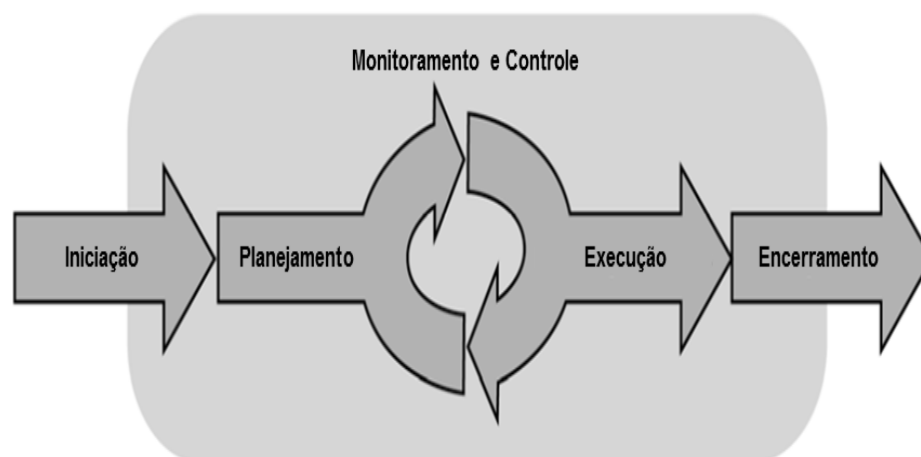 Monitoramento e Controle
Iniciação
Planejamento
Execução
Encerramento